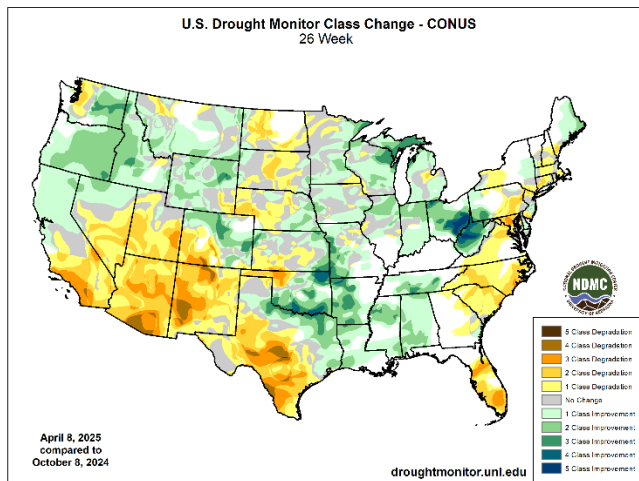 U.S. Drought Monitor Class Change - CONUS
26 Week
NDMC
5 Class Degradation
4 Class Degradation
3 Class Degradation
2 Class Degradation
1 Class Degradation
No Change
1 Class Improvement
2 Class Improvement
3 Class Improvement
4 Class Improvement
5 Class Improvement
April 8, 2025
compared to
October 8, 2024
droughtmonitor.unl.edu